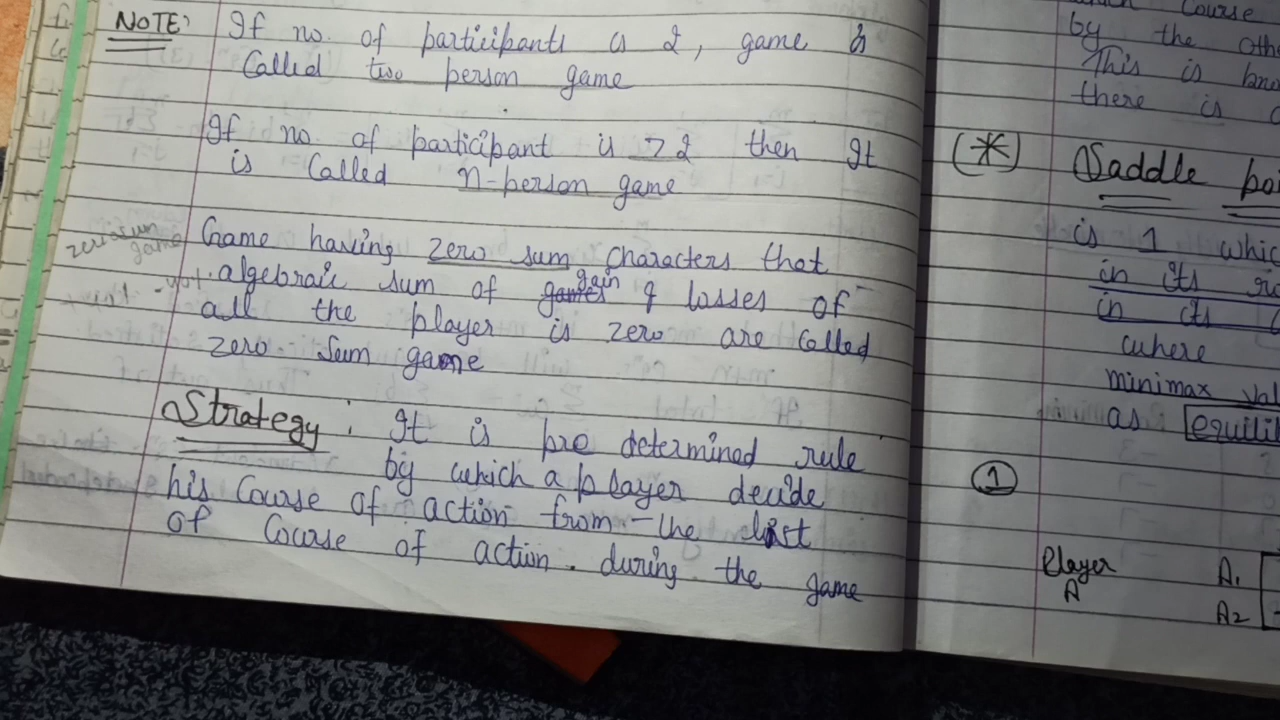 NOTE: If no. of participants is 2, game is
Called two person game
If no. of participant is >2 then It
is Called n-person game
zero sum game
Game having zero sum characters that
algebraic sum of gain & losses of
all the player is zero are Called
zero Sum game
Strategy : It is pre determined rule
by which a player decide
his Course of action from the list
of Course of action. during the game
Course
by the
This is
there is
(*) Saddle
is 1
in its
in its
where
minimax
as
1
Player A₁
A A₂